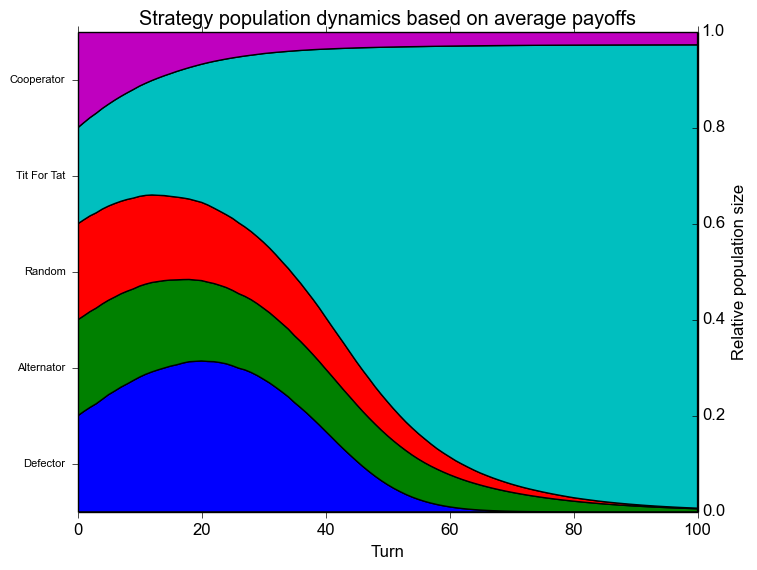 Strategy population dynamics based on average payoffs
Cooperator
Tit For Tat
Random
Alternator
Defector
1.0
0.8
0.6
0.4
0.2
0.0
Relative population size
0 20 40 60 80 100
Turn